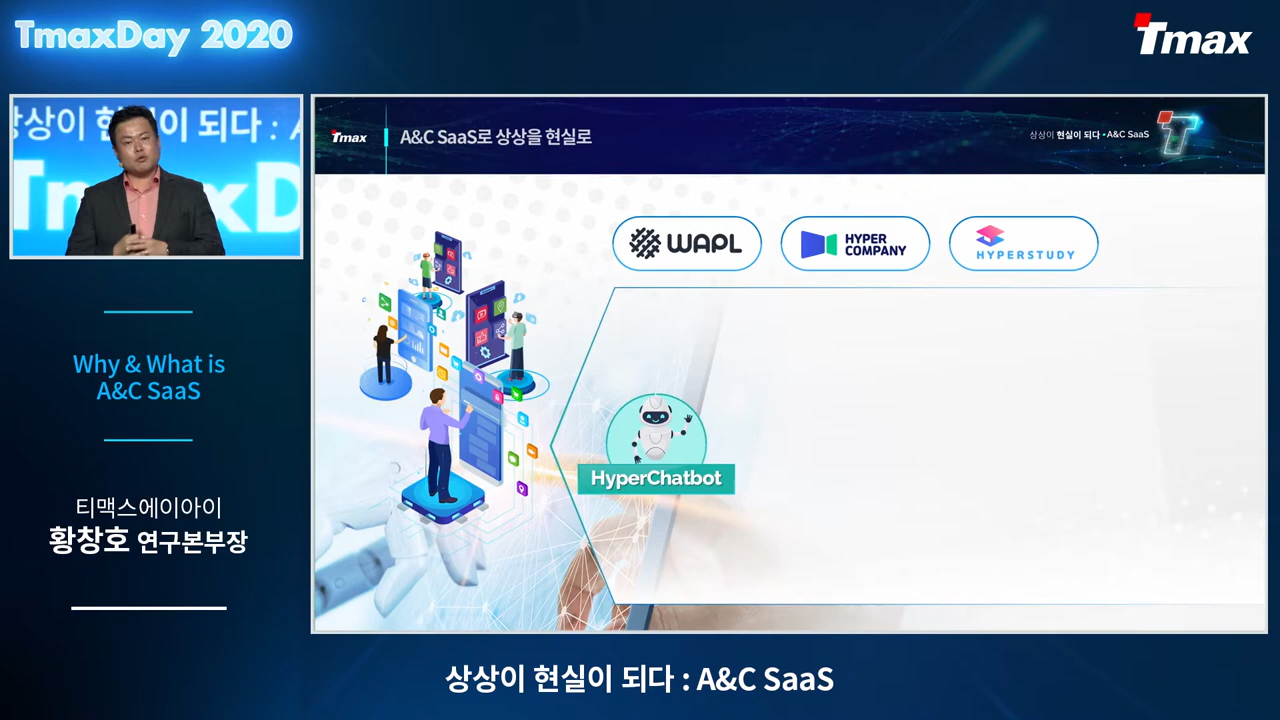 TmaxDay 2020
Tmax
상상이 현실이 되다 : A
Tm xD
Why & What is
A&C SaaS
티맥스에이아이
황창호 연구본부장
Tmax
A&C SaaS로 상상을 현실로
상상이 현실이 되다 - A&C SaaS
T
WAPL
HYPER
COMPANY
HYPERSTUDY
HyperChatbot
상상이 현실이 되다 : A&C SaaS